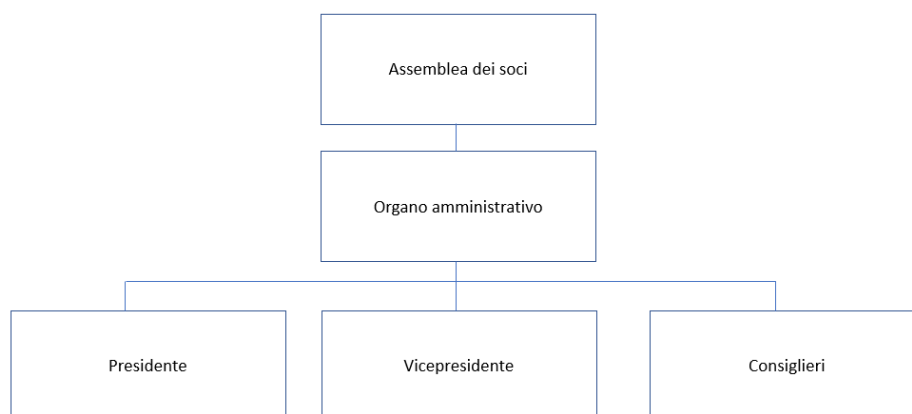 Assemblea dei soci
Organo amministrativo
Presidente
Vicepresidente
Consiglieri